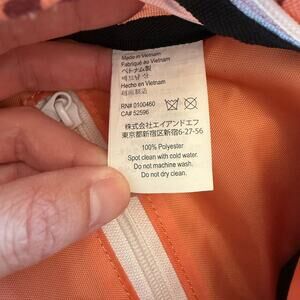 Made in Vietnam
Fabriqué au Vietnam
ベトナム製
베트남 산
Hecho en Vietnam
越南制造
RN# 0100460
CA# 52596
株式会社エイアンドエフ
東京都新宿区新宿6-27-56
100% Polyester
Spot clean with cold water.
Do not machine wash.
Do not dry clean.